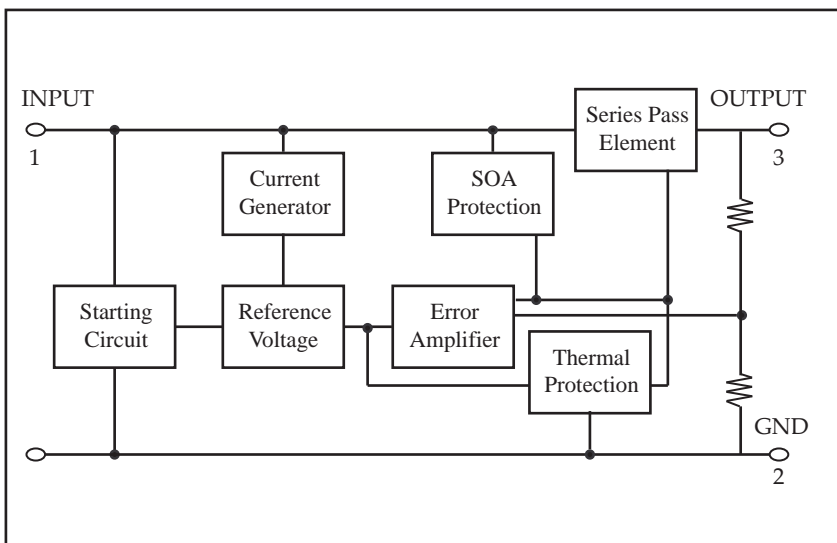 INPUT
1
Series Pass
Element
OUTPUT
3
Current
Generator
SOA
Protection
Starting
Circuit
Reference
Voltage
Error
Amplifier
Thermal
Protection
GND
2